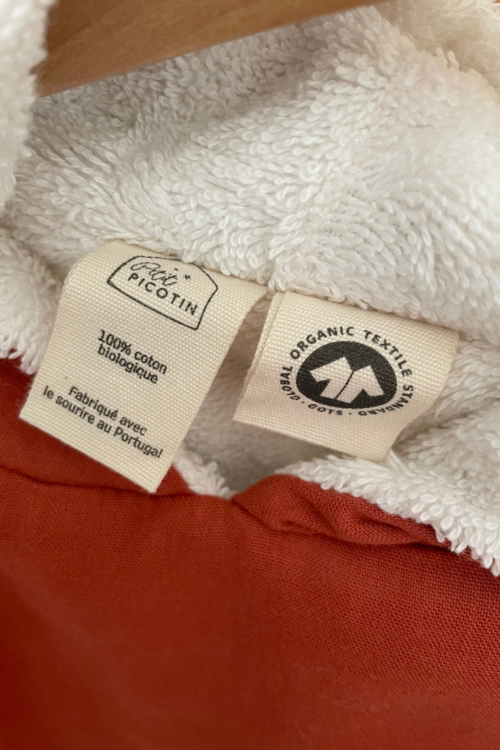 Petit
PICOTIN
100% coton
biologique
Fabriqué avec
le sourire au Portugal
GLOBAL ORGANIC TEXTILE STANDARD · GOTS ·